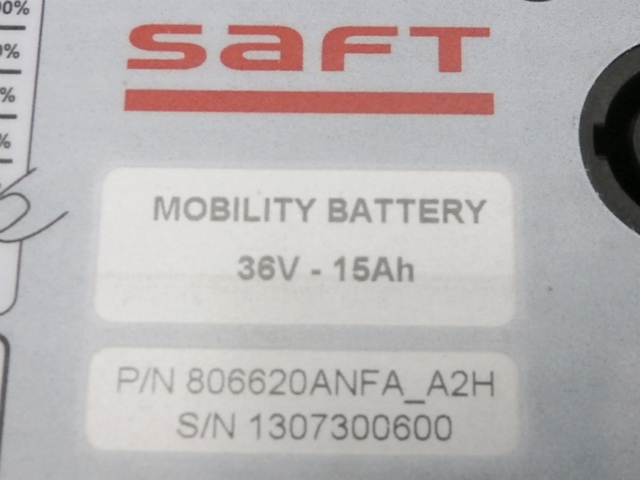 saFT
MOBILITY BATTERY
36V - 15Ah
P/N 806620ANFA_A2H
S/N 1307300600